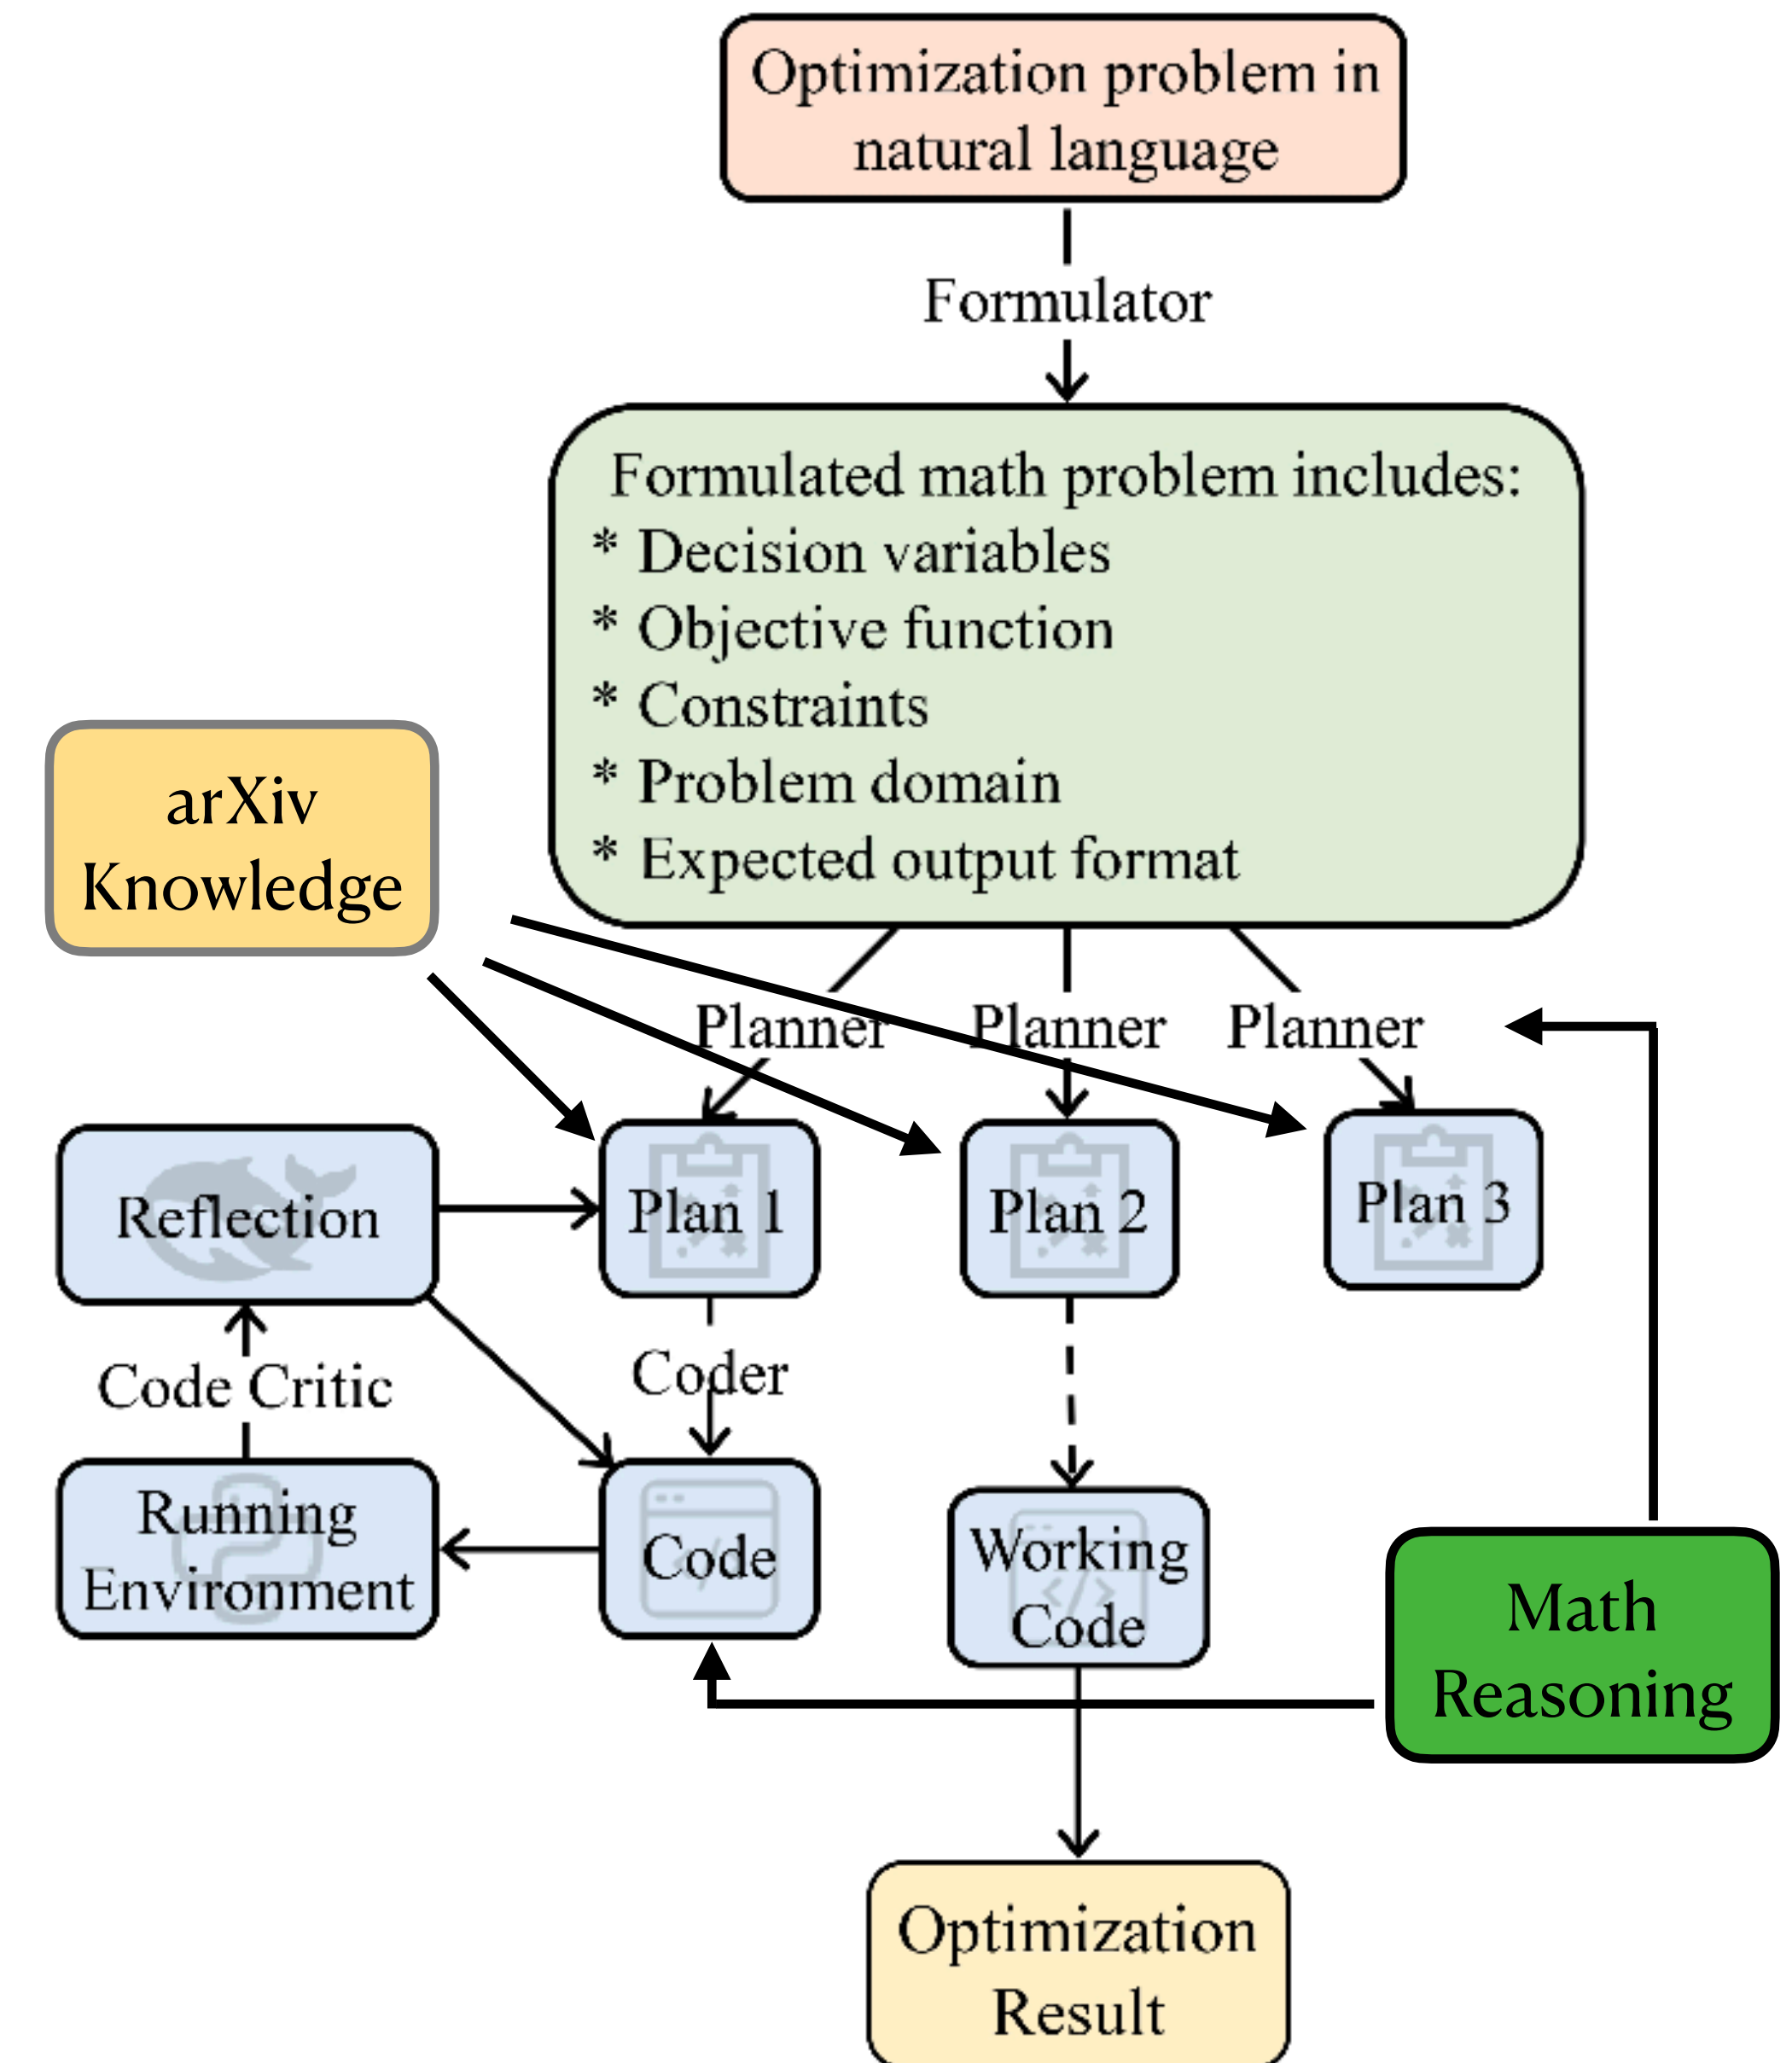 Optimization problem in
natural language
Formulator
Formulated math problem includes:
* Decision variables
* Objective function
* Constraints
* Problem domain
* Expected output format
arXiv
Knowledge
Planner
Planner
Planner
Reflection
Plan 1
Plan 2
Plan 3
Code Critic
Coder
Running
Environment
Code
Working
Code
Math
Reasoning
Optimization
Result